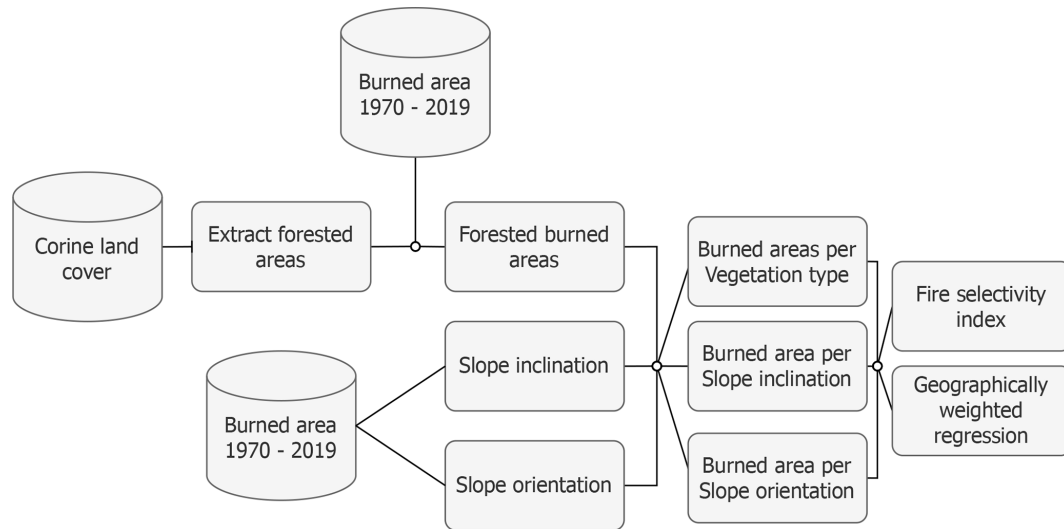 Burned area
1970 - 2019
Corine land
cover
Extract forested
areas
Forested burned
areas
Burned areas per
Vegetation type
Fire selectivity
index
Slope inclination
Burned area per
Slope inclination
Burned area
1970 - 2019
Geographically
weighted
regression
Slope orientation
Burned area per
Slope orientation